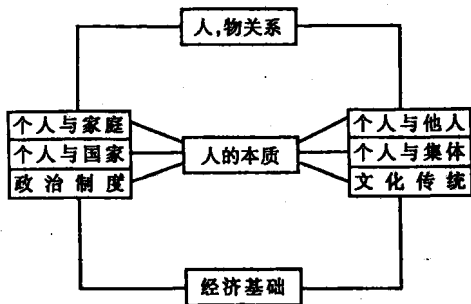 人,物关系
个人与家庭
个人与国家
政治制度
人的本质
个人与他人
个人与集体
文化传统
经济基础